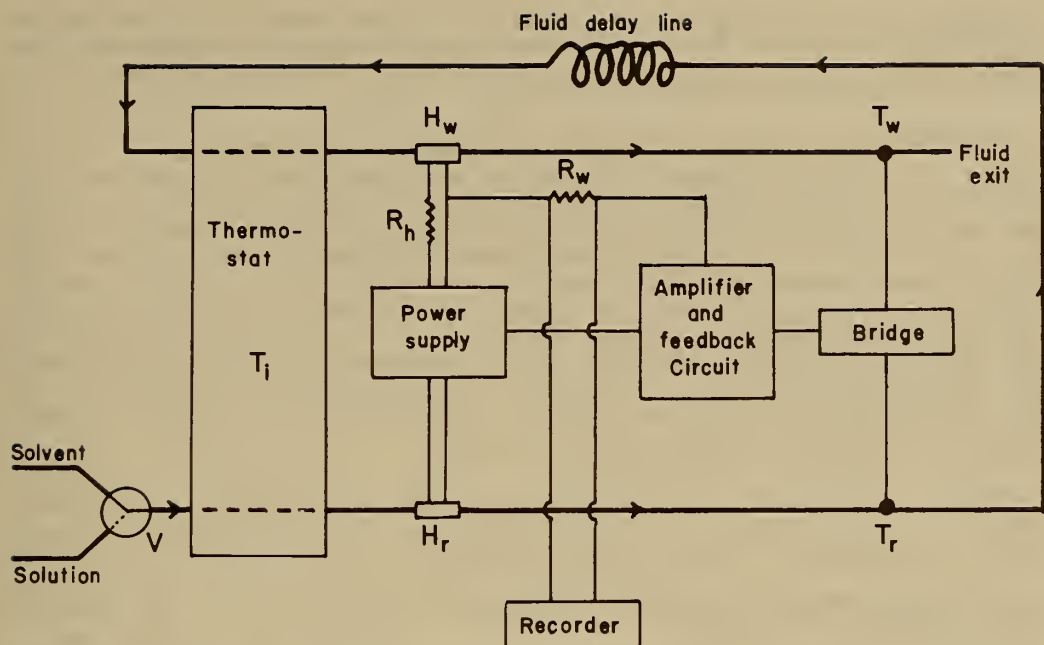 Fluid delay line
H_w
T_w
Fluid
exit
R_w
R_h
Thermo-
stat
T_i
Power
supply
Amplifier
and
feedback
Circuit
Bridge
Solvent
V
Solution
H_r
T_r
Recorder